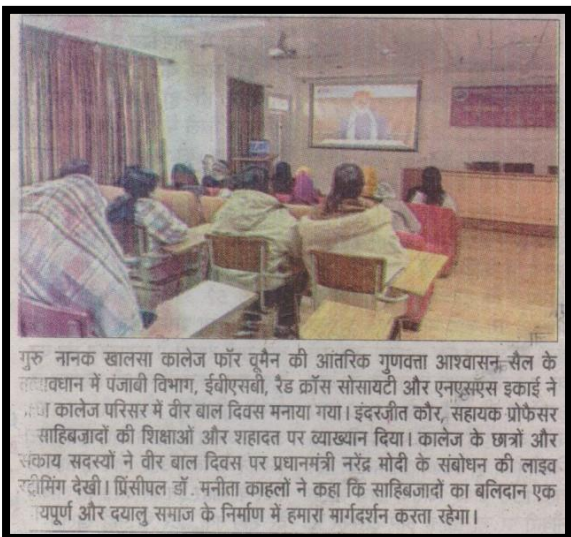 गुरु नानक खालसा कालेज फॉर वूमैन की आंतरिक गुणवत्ता आश्वासन सैल के
में पंजाबी विभाग, ईबीएसबी, रैड क्रॉस सोसायटी और एनएसएस इकाई ने
कालेज परिसर में वीर बाल दिवस मनाया गया। इंदरजीत कौर, सहायक प्रोफैसर
साहिबजादों की शिक्षाओं और शहादत पर व्याख्यान दिया। कालेज के छात्रों और
संकाय सदस्यों ने वीर बाल दिवस पर प्रधानमंत्री नरेंद्र मोदी के संबोधन की लाइव
स्ट्रीमिंग देखी। प्रिंसीपल डॉ. मनीता काहलों ने कहा कि साहिबजादों का बलिदान एक
और दयालु समाज के निर्माण में हमारा मार्गदर्शन करता रहेगा।